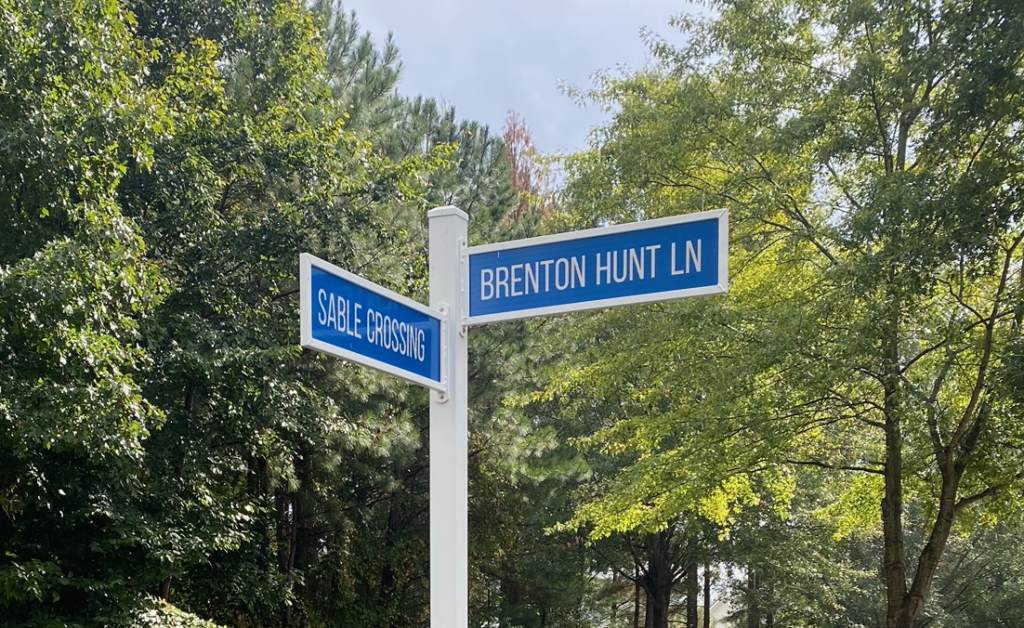 SABLE CROSSING
BRENTON HUNT LN